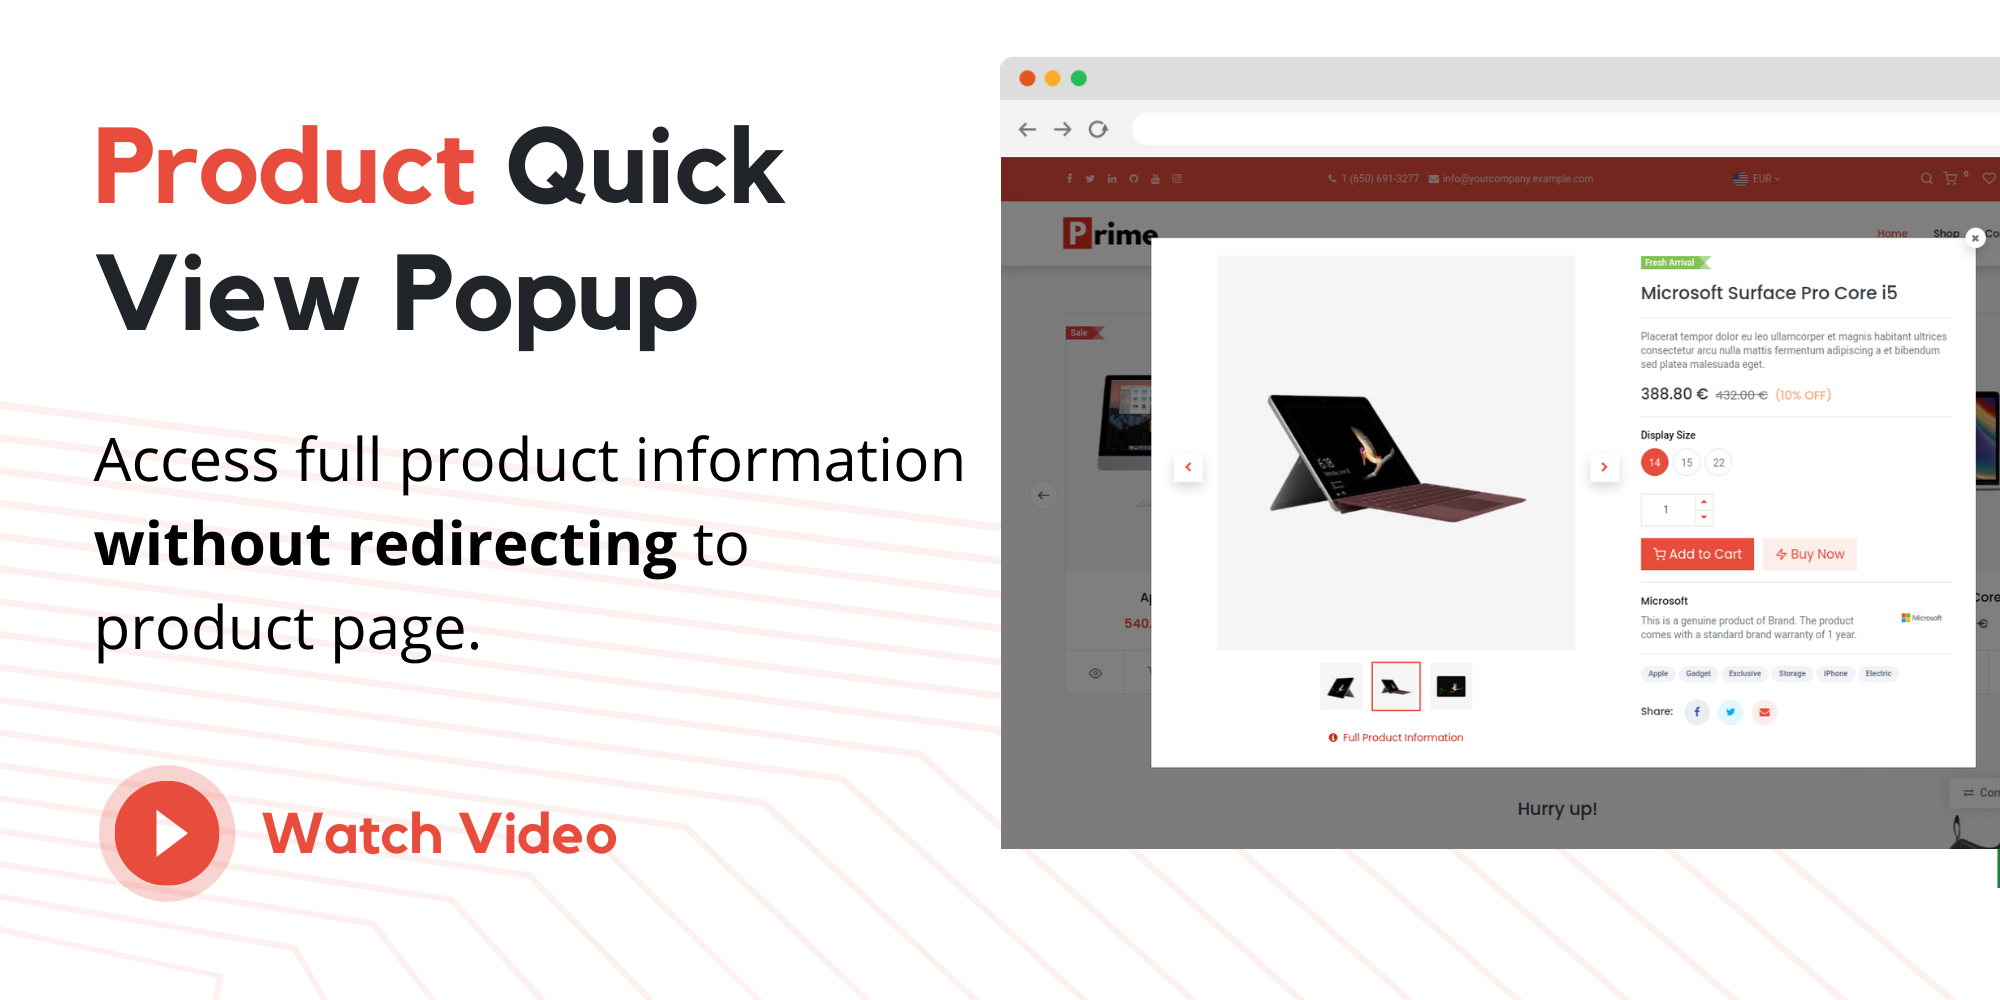 Product Quick
View Popup
Access full product information
without redirecting to
product page.
Watch Video
1 (650) 691-3277 info@yourcompany.example.com EUR 0
Prime
Home Shop
Sale
540.
Fresh Arrival
Microsoft Surface Pro Core i5
Placerat tempor dolor eu leo ullamcorper et magnis habitant ultrices
consectetur arcu nulla mattis fermentum adipiscing a et bibendum
sed platea malesuada eget.
388.80 € 432.00 € (10% OFF)
Display Size
14 15 22
1
Add to Cart Buy Now
Microsoft
This is a genuine product of Brand. The product
comes with a standard brand warranty of 1 year.
Microsoft
Apple Gadget Exclusive Storage iPhone Electric
Share:
Full Product Information
Core
€
Hurry up!